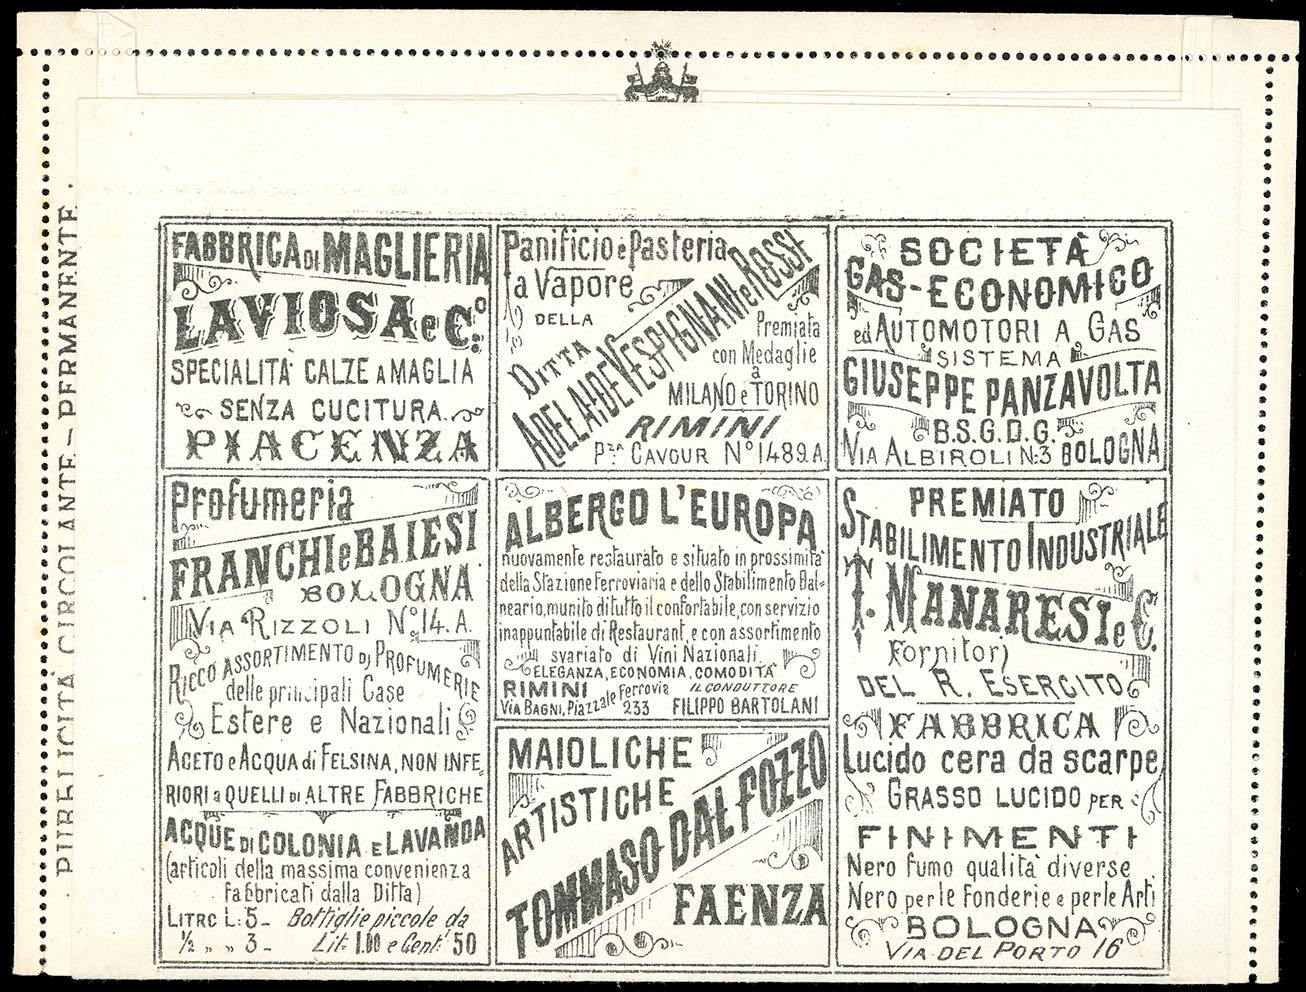 PUBBLICITÀ CIRCOLANTE - PERMANENTE.
FABBRICA DI MAGLIERIA
LAVIOSA e C.º
SPECIALITÀ CALZE A MAGLIA
SENZA CUCITURA.
PIACENZA
Panificio e Pasteria
a Vapore
DELLA
DITTA
ADELAIDE VESPIGNANI e ROSSI
Premiata
con Medaglie
a
MILANO e TORINO
RIMINI
P.ZA CAVOUR Nº 1489.A.
SOCIETÀ
GAS-ECONOMICO
ed AUTOMOTORI A GAS
SISTEMA
GIUSEPPE PANZAVOLTA
B.S.G.D.G.
VIA ALBIROLI N:3 BOLOGNA
Profumeria
FRANCHI e BAIESI
BOLOGNA
VIA RIZZOLI Nº 14. A.
RICCO ASSORTIMENTO DI PROFUMERIE
delle principali Case
Estere e Nazionali
ACETO e ACQUA di FELSINA, NON INFE-
RIORI a QUELLI DI ALTRE FABBRICHE
ACQUE DI COLONIA E LAVANDA
(articoli della massima convenienza
fabbricati dalla Ditta)
LITRO L. 5- Bottiglie piccole da
½ „ „ 3- Lit. 1.00 e Cent. 50
ALBERGO L'EUROPA
nuovamente restaurato e situato in prossimità
della Stazione Ferroviaria e dello Stabilimento Bal-
neario, munito di tutto il confortabile, con servizio
inappuntabile di Restaurant, e con assortimento
svariato di Vini Nazionali.
ELEGANZA, ECONOMIA, COMODITÀ
RIMINI
VIA BAGNI, Piazzale Ferrovia 233
IL CONDUTTORE
FILIPPO BARTOLANI
MAIOLICHE
ARTISTICHE
TOMMASO DAL POZZO
FAENZA
PREMIATO
STABILIMENTO INDUSTRIALE
T. MANARESI e C.
Fornitori
DEL R. ESERCITO
FABBRICA
Lucido cera da scarpe
GRASSO LUCIDO PER
FINIMENTI
Nero fumo qualità diverse
Nero per le Fonderie e per le Arti
BOLOGNA
VIA DEL PORTO 16